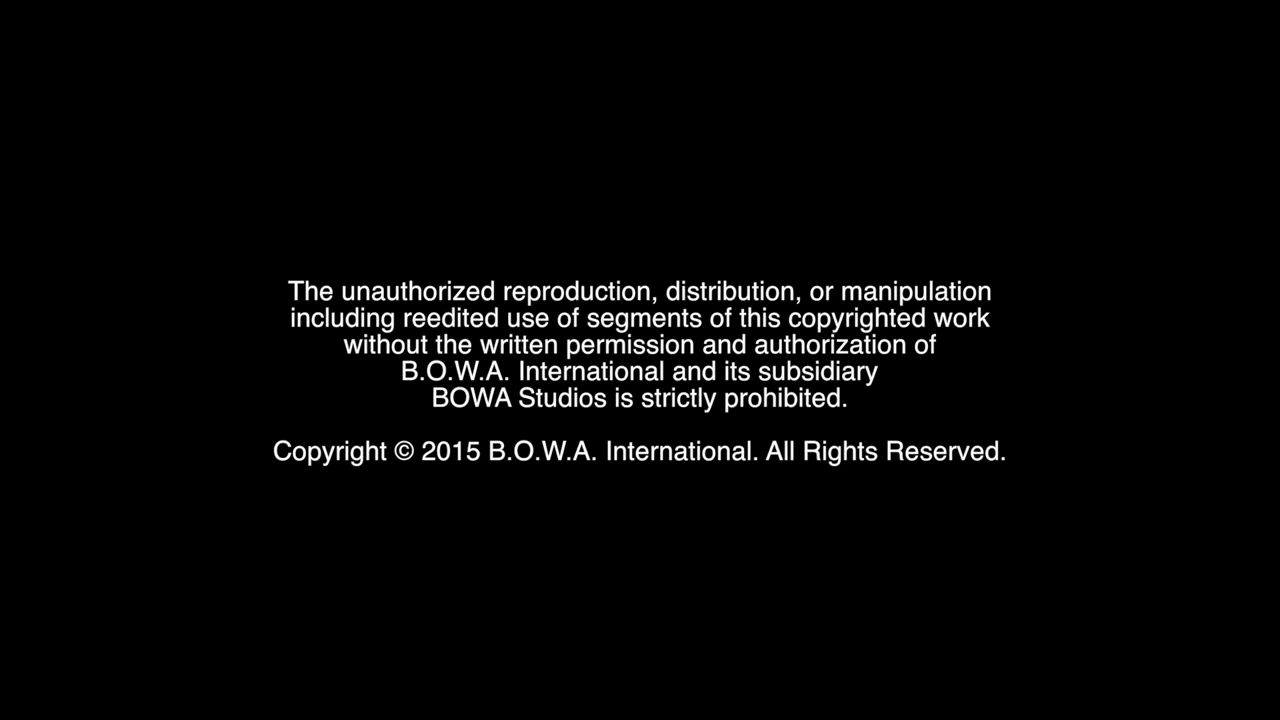 The unauthorized reproduction, distribution, or manipulation
including reedited use of segments of this copyrighted work
without the written permission and authorization of
B.O.W.A. International and its subsidiary
BOWA Studios is strictly prohibited.
Copyright © 2015 B.O.W.A. International. All Rights Reserved.